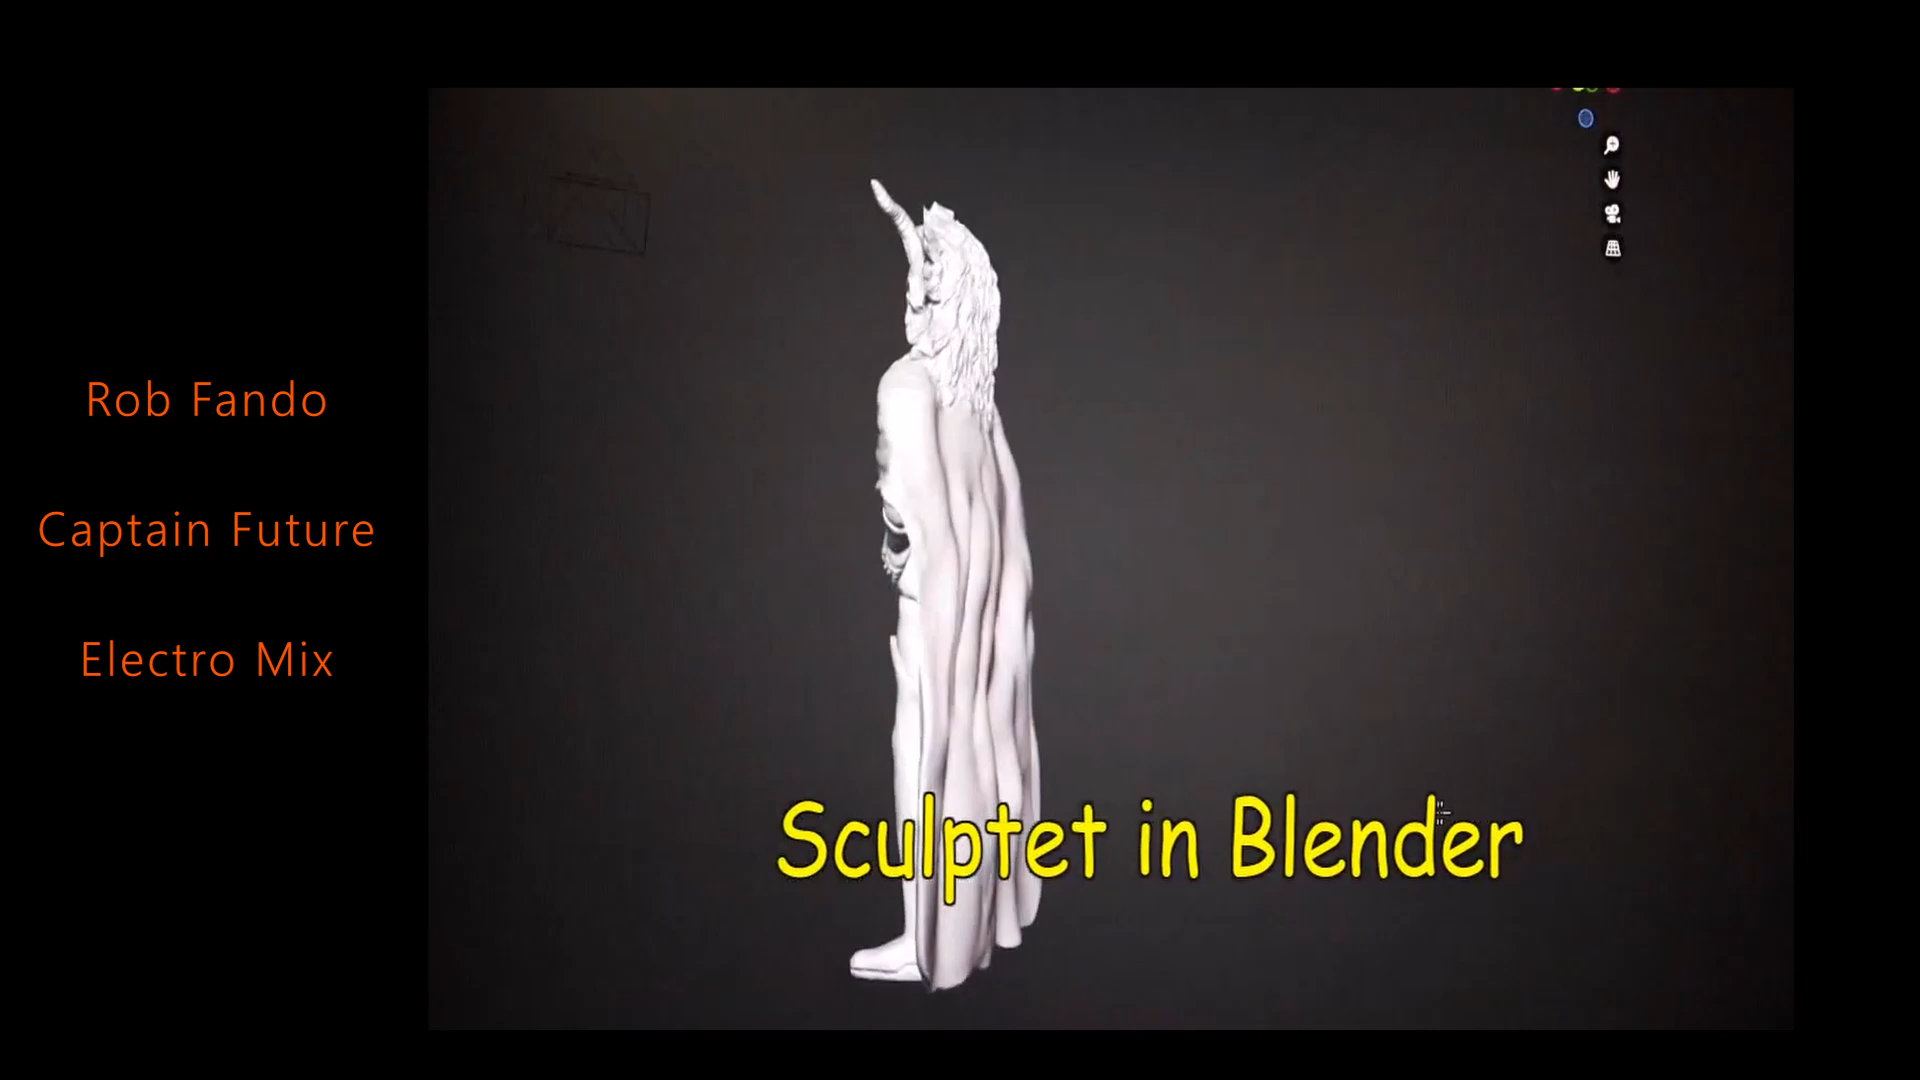 Rob Fando
Captain Future
Electro Mix
Sculptet in Blender